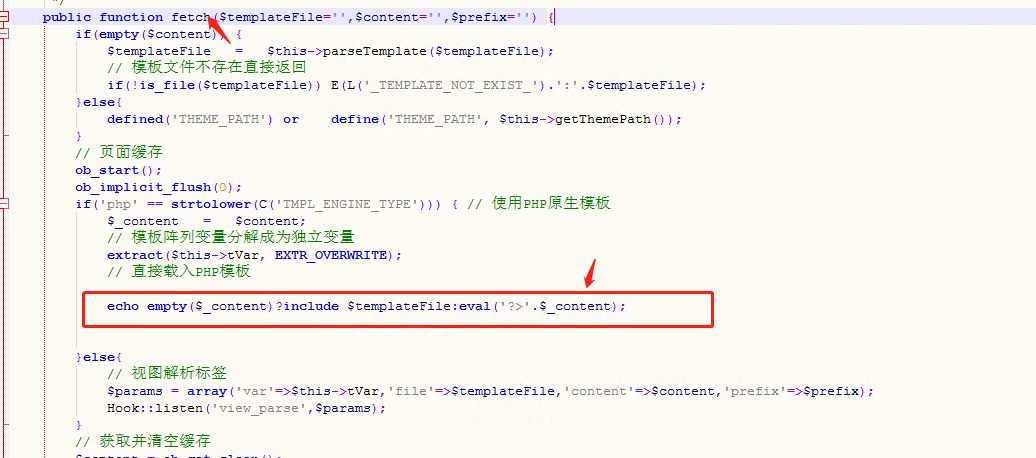 */
public function fetch($templateFile='',$content='',$prefix='') {
if(empty($content)) {
$templateFile = $this->parseTemplate($templateFile);
// 模板文件不存在直接返回
if(!is_file($templateFile)) E(L('_TEMPLATE_NOT_EXIST_').':'.$templateFile);
}else{
defined('THEME_PATH') or define('THEME_PATH', $this->getThemePath());
}
// 页面缓存
ob_start();
ob_implicit_flush(0);
if('php' == strtolower(C('TMPL_ENGINE_TYPE'))) { // 使用PHP原生模板
$_content = $content;
// 模板阵列变量分解成为独立变量
extract($this->tVar, EXTR_OVERWRITE);
// 直接载入PHP模板
echo empty($_content)?include $templateFile:eval('?>'.$_content);
}else{
// 视图解析标签
$params = array('var'=>$this->tVar,'file'=>$templateFile,'content'=>$content,'prefix'=>$prefix);
Hook::listen('view_parse',$params);
}
// 获取并清空缓存
$content = ob_get_clean();